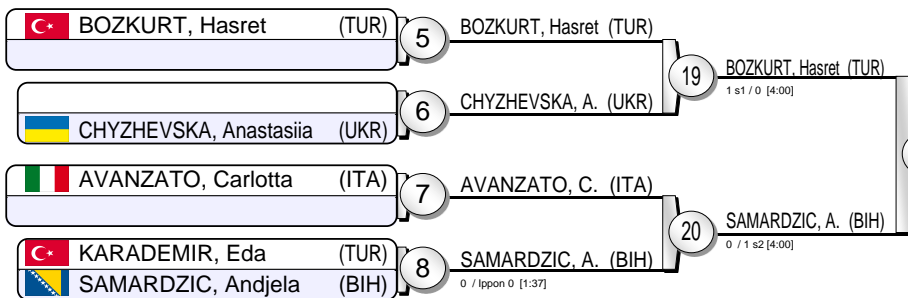 BOZKURT, Hasret (TUR)
5
BOZKURT, Hasret (TUR)
19
BOZKURT, Hasret (TUR)
1 s1 / 0 [4:00]
CHYZHEVSKA, Anastasiia (UKR)
6
CHYZHEVSKA, A. (UKR)
AVANZATO, Carlotta (ITA)
7
AVANZATO, C. (ITA)
20
SAMARDZIC, A. (BIH)
0 / 1 s2 [4:00]
KARADEMIR, Eda (TUR)
SAMARDZIC, Andjela (BIH)
8
SAMARDZIC, A. (BIH)
0 / Ippon 0 [1:37]